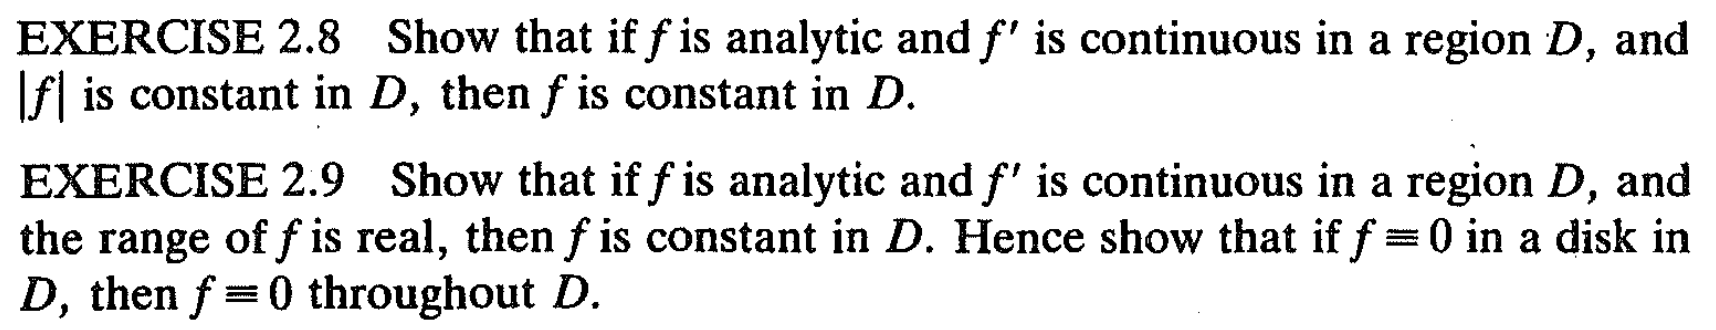 EXERCISE 2.8 Show that if f is analytic and f′ is continuous in a region D, and
|f| is constant in D, then f is constant in D.
EXERCISE 2.9 Show that if f is analytic and f′ is continuous in a region D, and
the range of f is real, then f is constant in D. Hence show that if f ≡ 0 in a disk in
D, then f ≡ 0 throughout D.